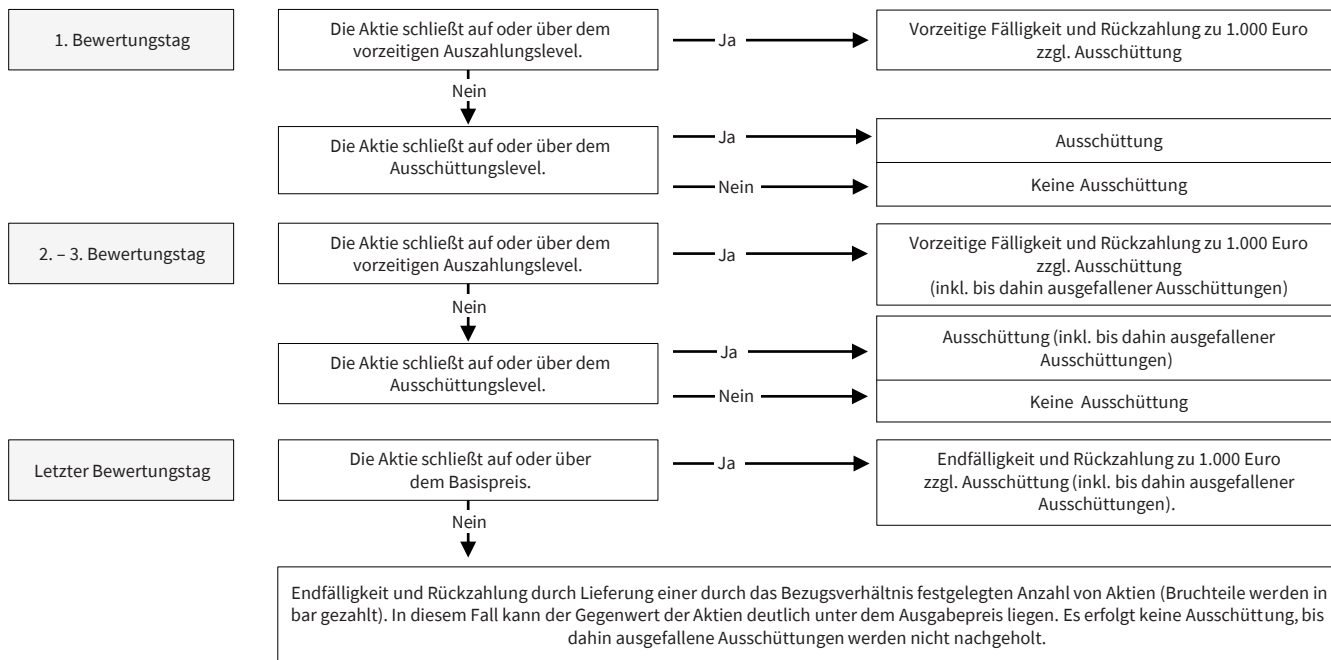 1. Bewertungstag
Die Aktie schließt auf oder über dem
vorzeitigen Auszahlungslevel.
Ja
Vorzeitige Fälligkeit und Rückzahlung zu 1.000 Euro
zzgl. Ausschüttung
Nein
Die Aktie schließt auf oder über dem
Ausschüttungslevel.
Ja
Ausschüttung
Nein
Keine Ausschüttung
2. – 3. Bewertungstag
Die Aktie schließt auf oder über dem
vorzeitigen Auszahlungslevel.
Ja
Vorzeitige Fälligkeit und Rückzahlung zu 1.000 Euro
zzgl. Ausschüttung
(inkl. bis dahin ausgefallener Ausschüttungen)
Nein
Die Aktie schließt auf oder über dem
Ausschüttungslevel.
Ja
Ausschüttung (inkl. bis dahin ausgefallener
Ausschüttungen)
Nein
Keine Ausschüttung
Letzter Bewertungstag
Die Aktie schließt auf oder über
dem Basispreis.
Ja
Endfälligkeit und Rückzahlung zu 1.000 Euro
zzgl. Ausschüttung (inkl. bis dahin ausgefallener
Ausschüttungen).
Nein
Endfälligkeit und Rückzahlung durch Lieferung einer durch das Bezugsverhältnis festgelegten Anzahl von Aktien (Bruchteile werden in
bar gezahlt). In diesem Fall kann der Gegenwert der Aktien deutlich unter dem Ausgabepreis liegen. Es erfolgt keine Ausschüttung, bis
dahin ausgefallene Ausschüttungen werden nicht nachgeholt.